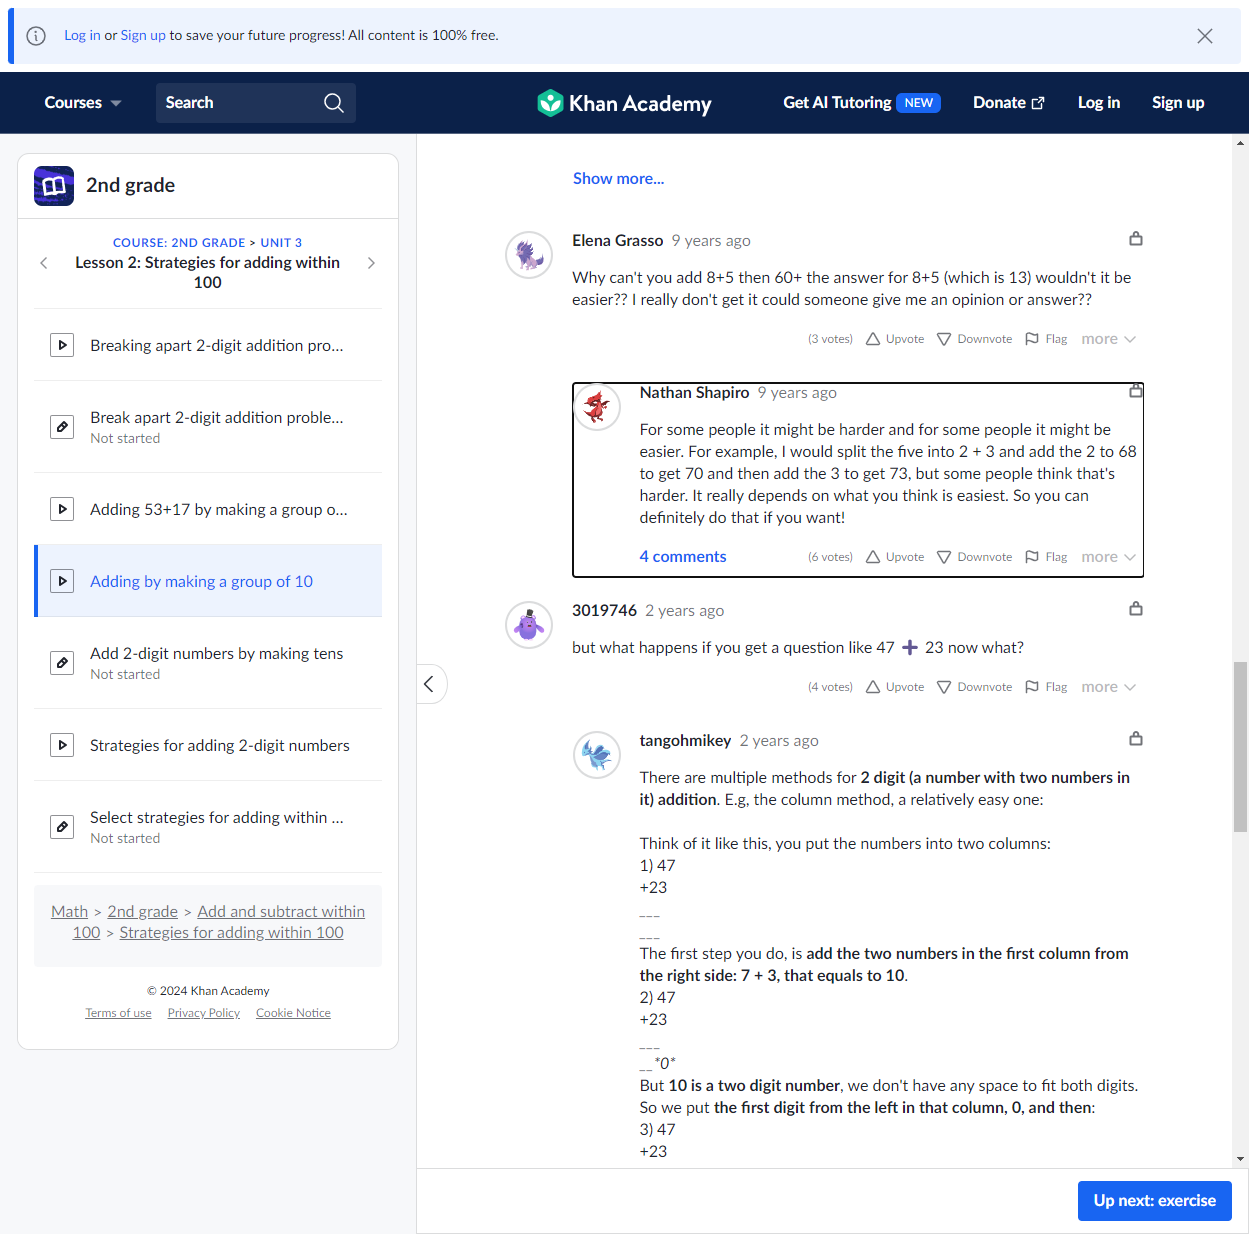 Log in or Sign up to save your future progress! All content is 100% free.
Courses
Search
Khan Academy
Get AI Tutoring NEW
Donate
Log in
Sign up
2nd grade
COURSE: 2ND GRADE > UNIT 3
Lesson 2: Strategies for adding within
100
Breaking apart 2-digit addition pro...
Break apart 2-digit addition proble...
Not started
Adding 53+17 by making a group o...
Adding by making a group of 10
Add 2-digit numbers by making tens
Not started
Strategies for adding 2-digit numbers
Select strategies for adding within ...
Not started
Math > 2nd grade > Add and subtract within
100 > Strategies for adding within 100
© 2024 Khan Academy
Terms of use Privacy Policy Cookie Notice
Show more...
Elena Grasso 9 years ago
Why can't you add 8+5 then 60+ the answer for 8+5 (which is 13) wouldn't it be
easier?? I really don't get it could someone give me an opinion or answer??
(3 votes) Upvote Downvote Flag more
Nathan Shapiro 9 years ago
For some people it might be harder and for some people it might be
easier. For example, I would split the five into 2 + 3 and add the 2 to 68
to get 70 and then add the 3 to get 73, but some people think that's
harder. It really depends on what you think is easiest. So you can
definitely do that if you want!
4 comments (6 votes) Upvote Downvote Flag more
3019746 2 years ago
but what happens if you get a question like 47 ➕ 23 now what?
(4 votes) Upvote Downvote Flag more
tangohmikey 2 years ago
There are multiple methods for 2 digit (a number with two numbers in
it) addition. E.g, the column method, a relatively easy one:
Think of it like this, you put the numbers into two columns:
1) 47
+23
___
___
The first step you do, is add the two numbers in the first column from
the right side: 7 + 3, that equals to 10.
2) 47
+23
___
__*0*
But 10 is a two digit number, we don't have any space to fit both digits.
So we put the first digit from the left in that column, 0, and then:
3) 47
+23
Up next: exercise